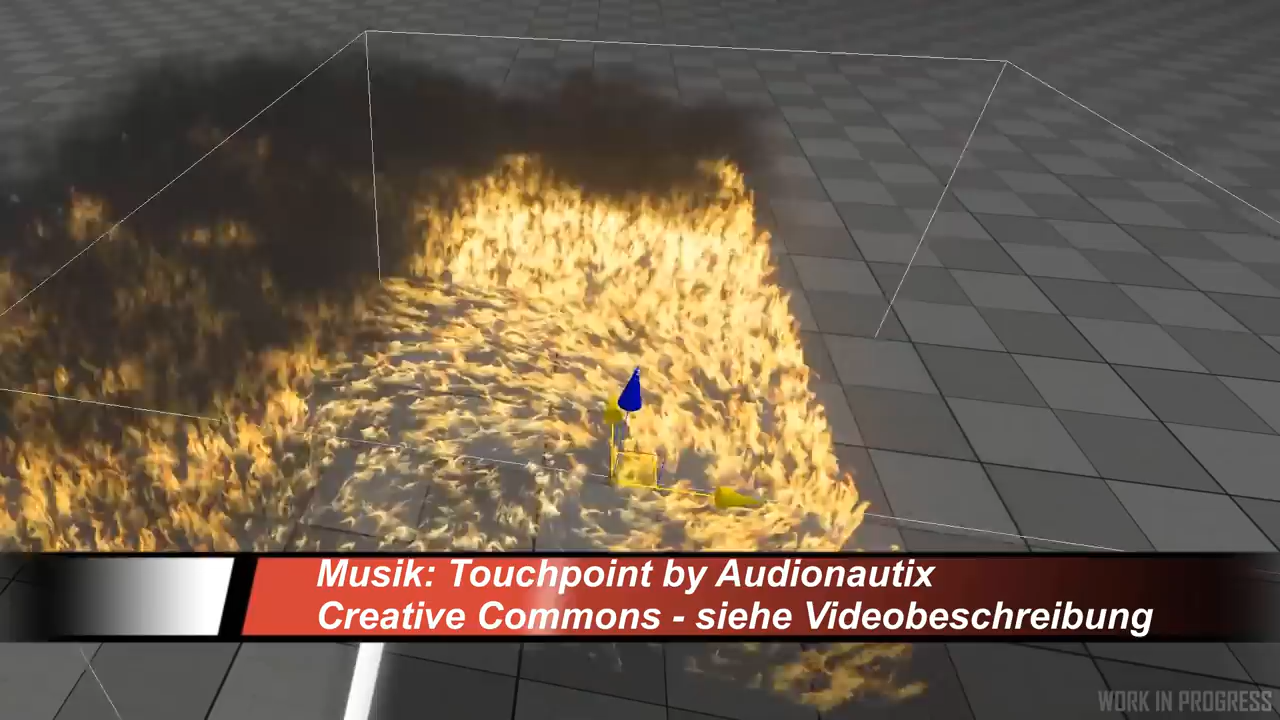 Musik: Touchpoint by Audionautix
Creative Commons - siehe Videobeschreibung
WORK IN PROGRESS